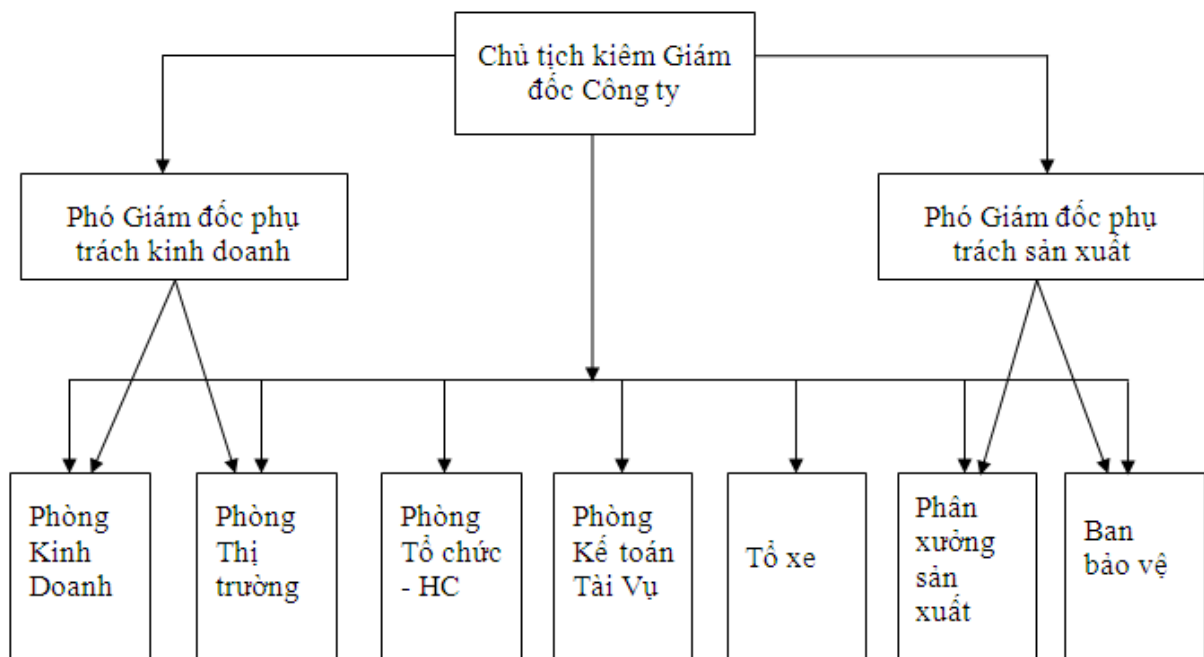 Chủ tịch kiêm Giám
đốc Công ty
Phó Giám đốc phụ
trách kinh doanh
Phó Giám đốc phụ
trách sản xuất
Phòng
Kinh
Doanh
Phòng
Thị
trường
Phòng
Tổ chức
- HC
Phòng
Kế toán
Tài Vụ
Tổ xe
Phân
xưởng
sản
xuất
Ban
bảo vệ